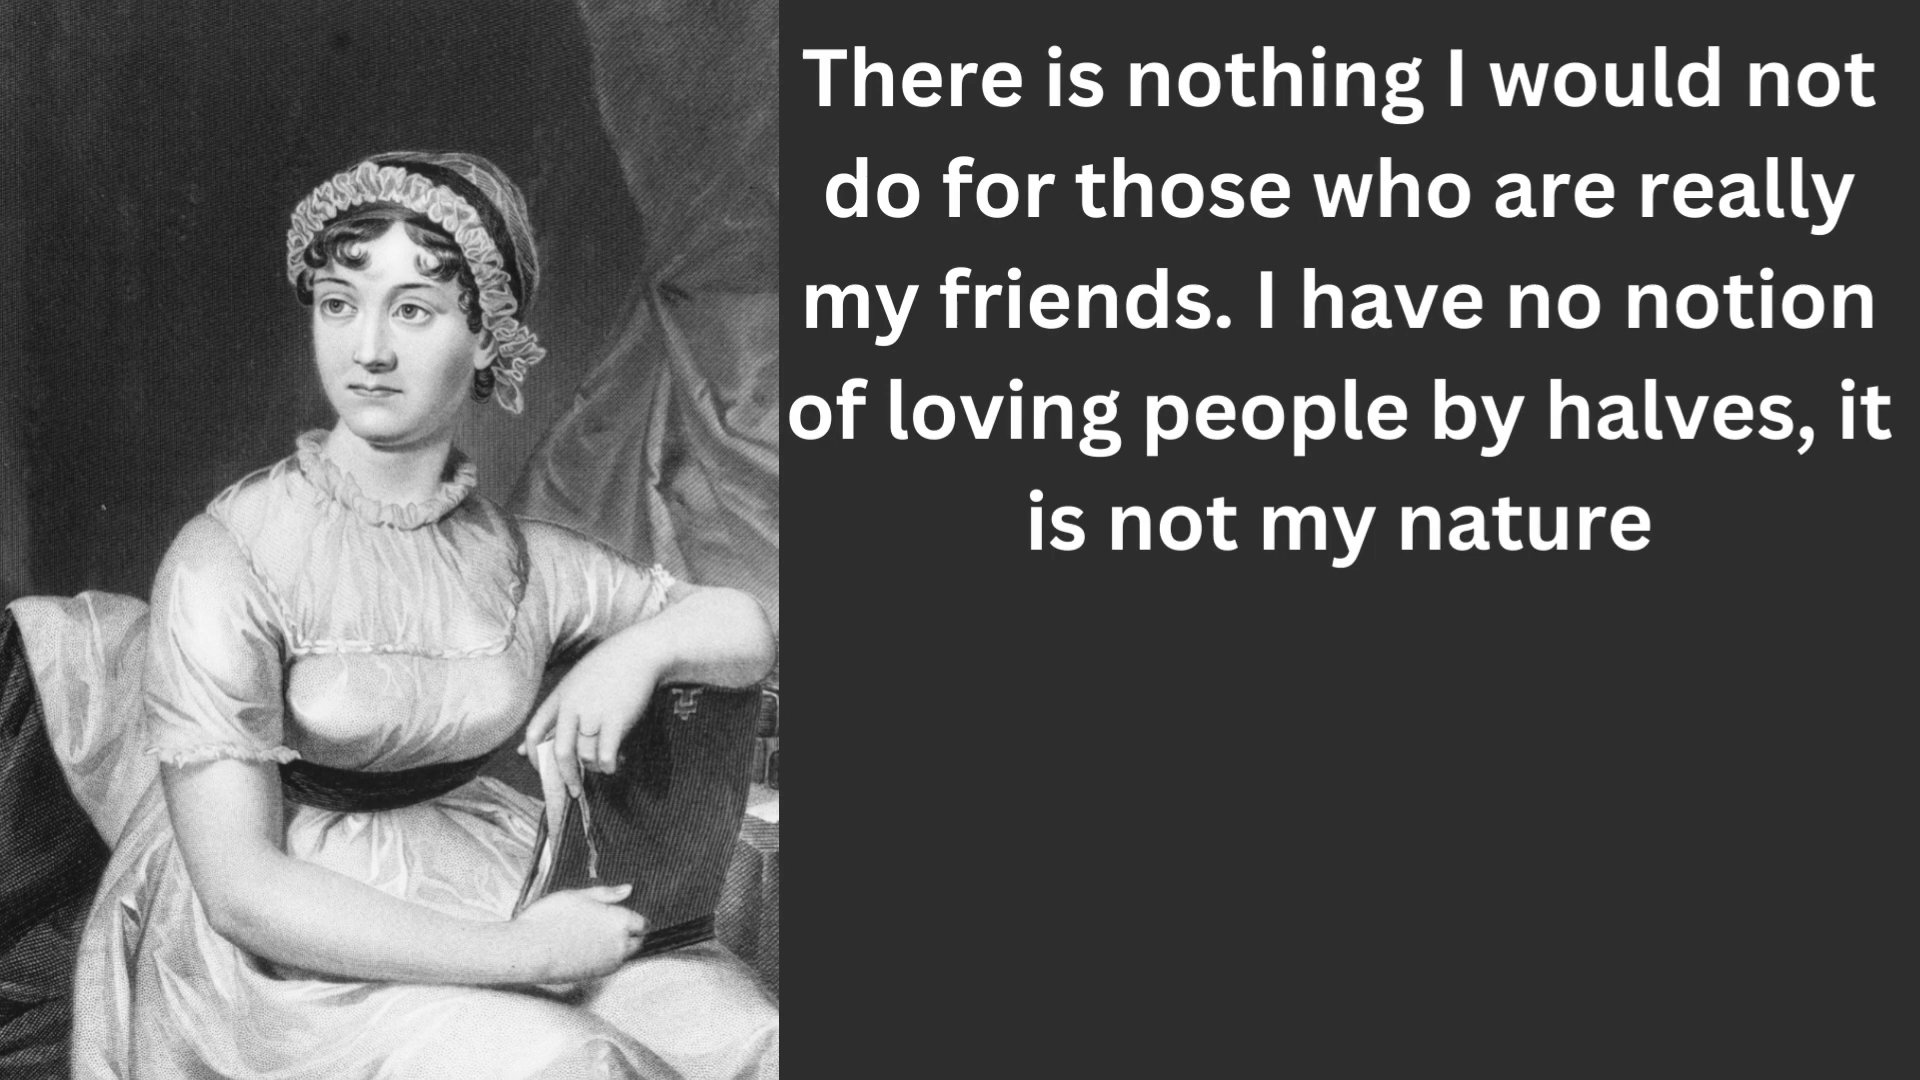 There is nothing I would not
do for those who are really
my friends. I have no notion
of loving people by halves, it
is not my nature